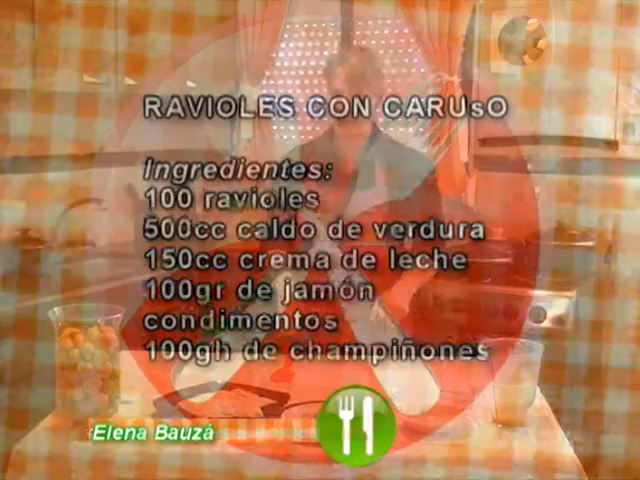 RAVIOLES CON CARUsO
Ingredientes:
100 ravioles
500cc caldo de verdura
150cc crema de leche
100gr de jamón
condimentos
100gh de champiñones
Elena Bauzá